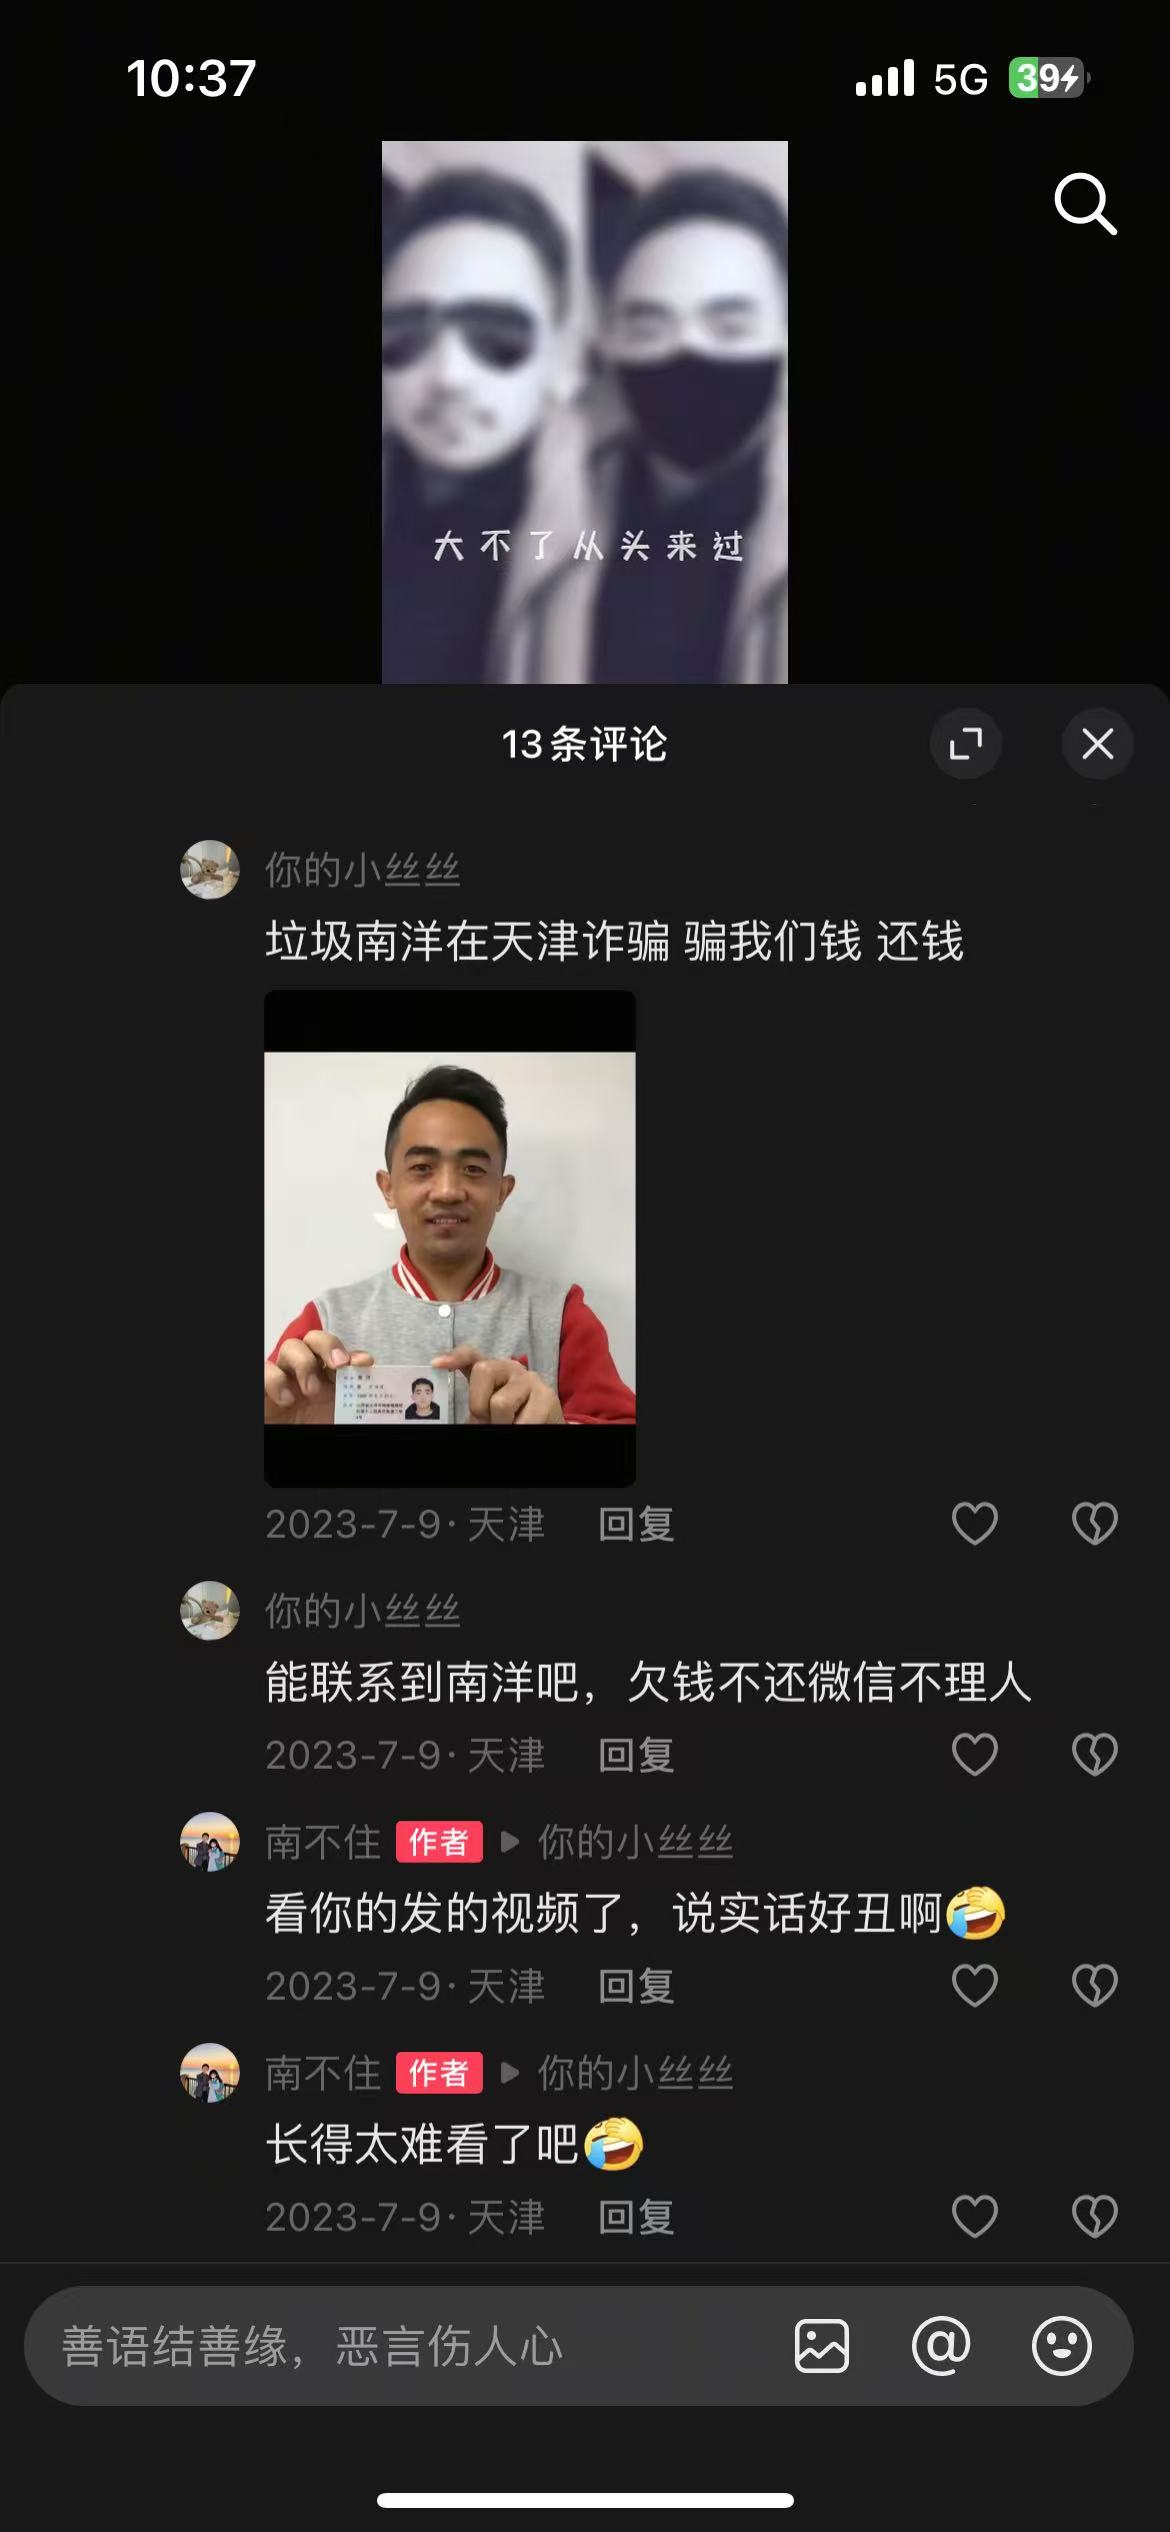 10:37
5G
39
大不了从头来过
13条评论
你的小丝丝
垃圾南洋在天津诈骗 骗我们钱 还钱
2023-7-9·天津 回复
你的小丝丝
能联系到南洋吧，欠钱不还微信不理人
2023-7-9·天津 回复
南不住 作者 ▶ 你的小丝丝
看你的发的视频了，说实话好丑啊🤣
2023-7-9·天津 回复
南不住 作者 ▶ 你的小丝丝
长得太难看了吧🤣
2023-7-9·天津 回复
善语结善缘，恶言伤人心